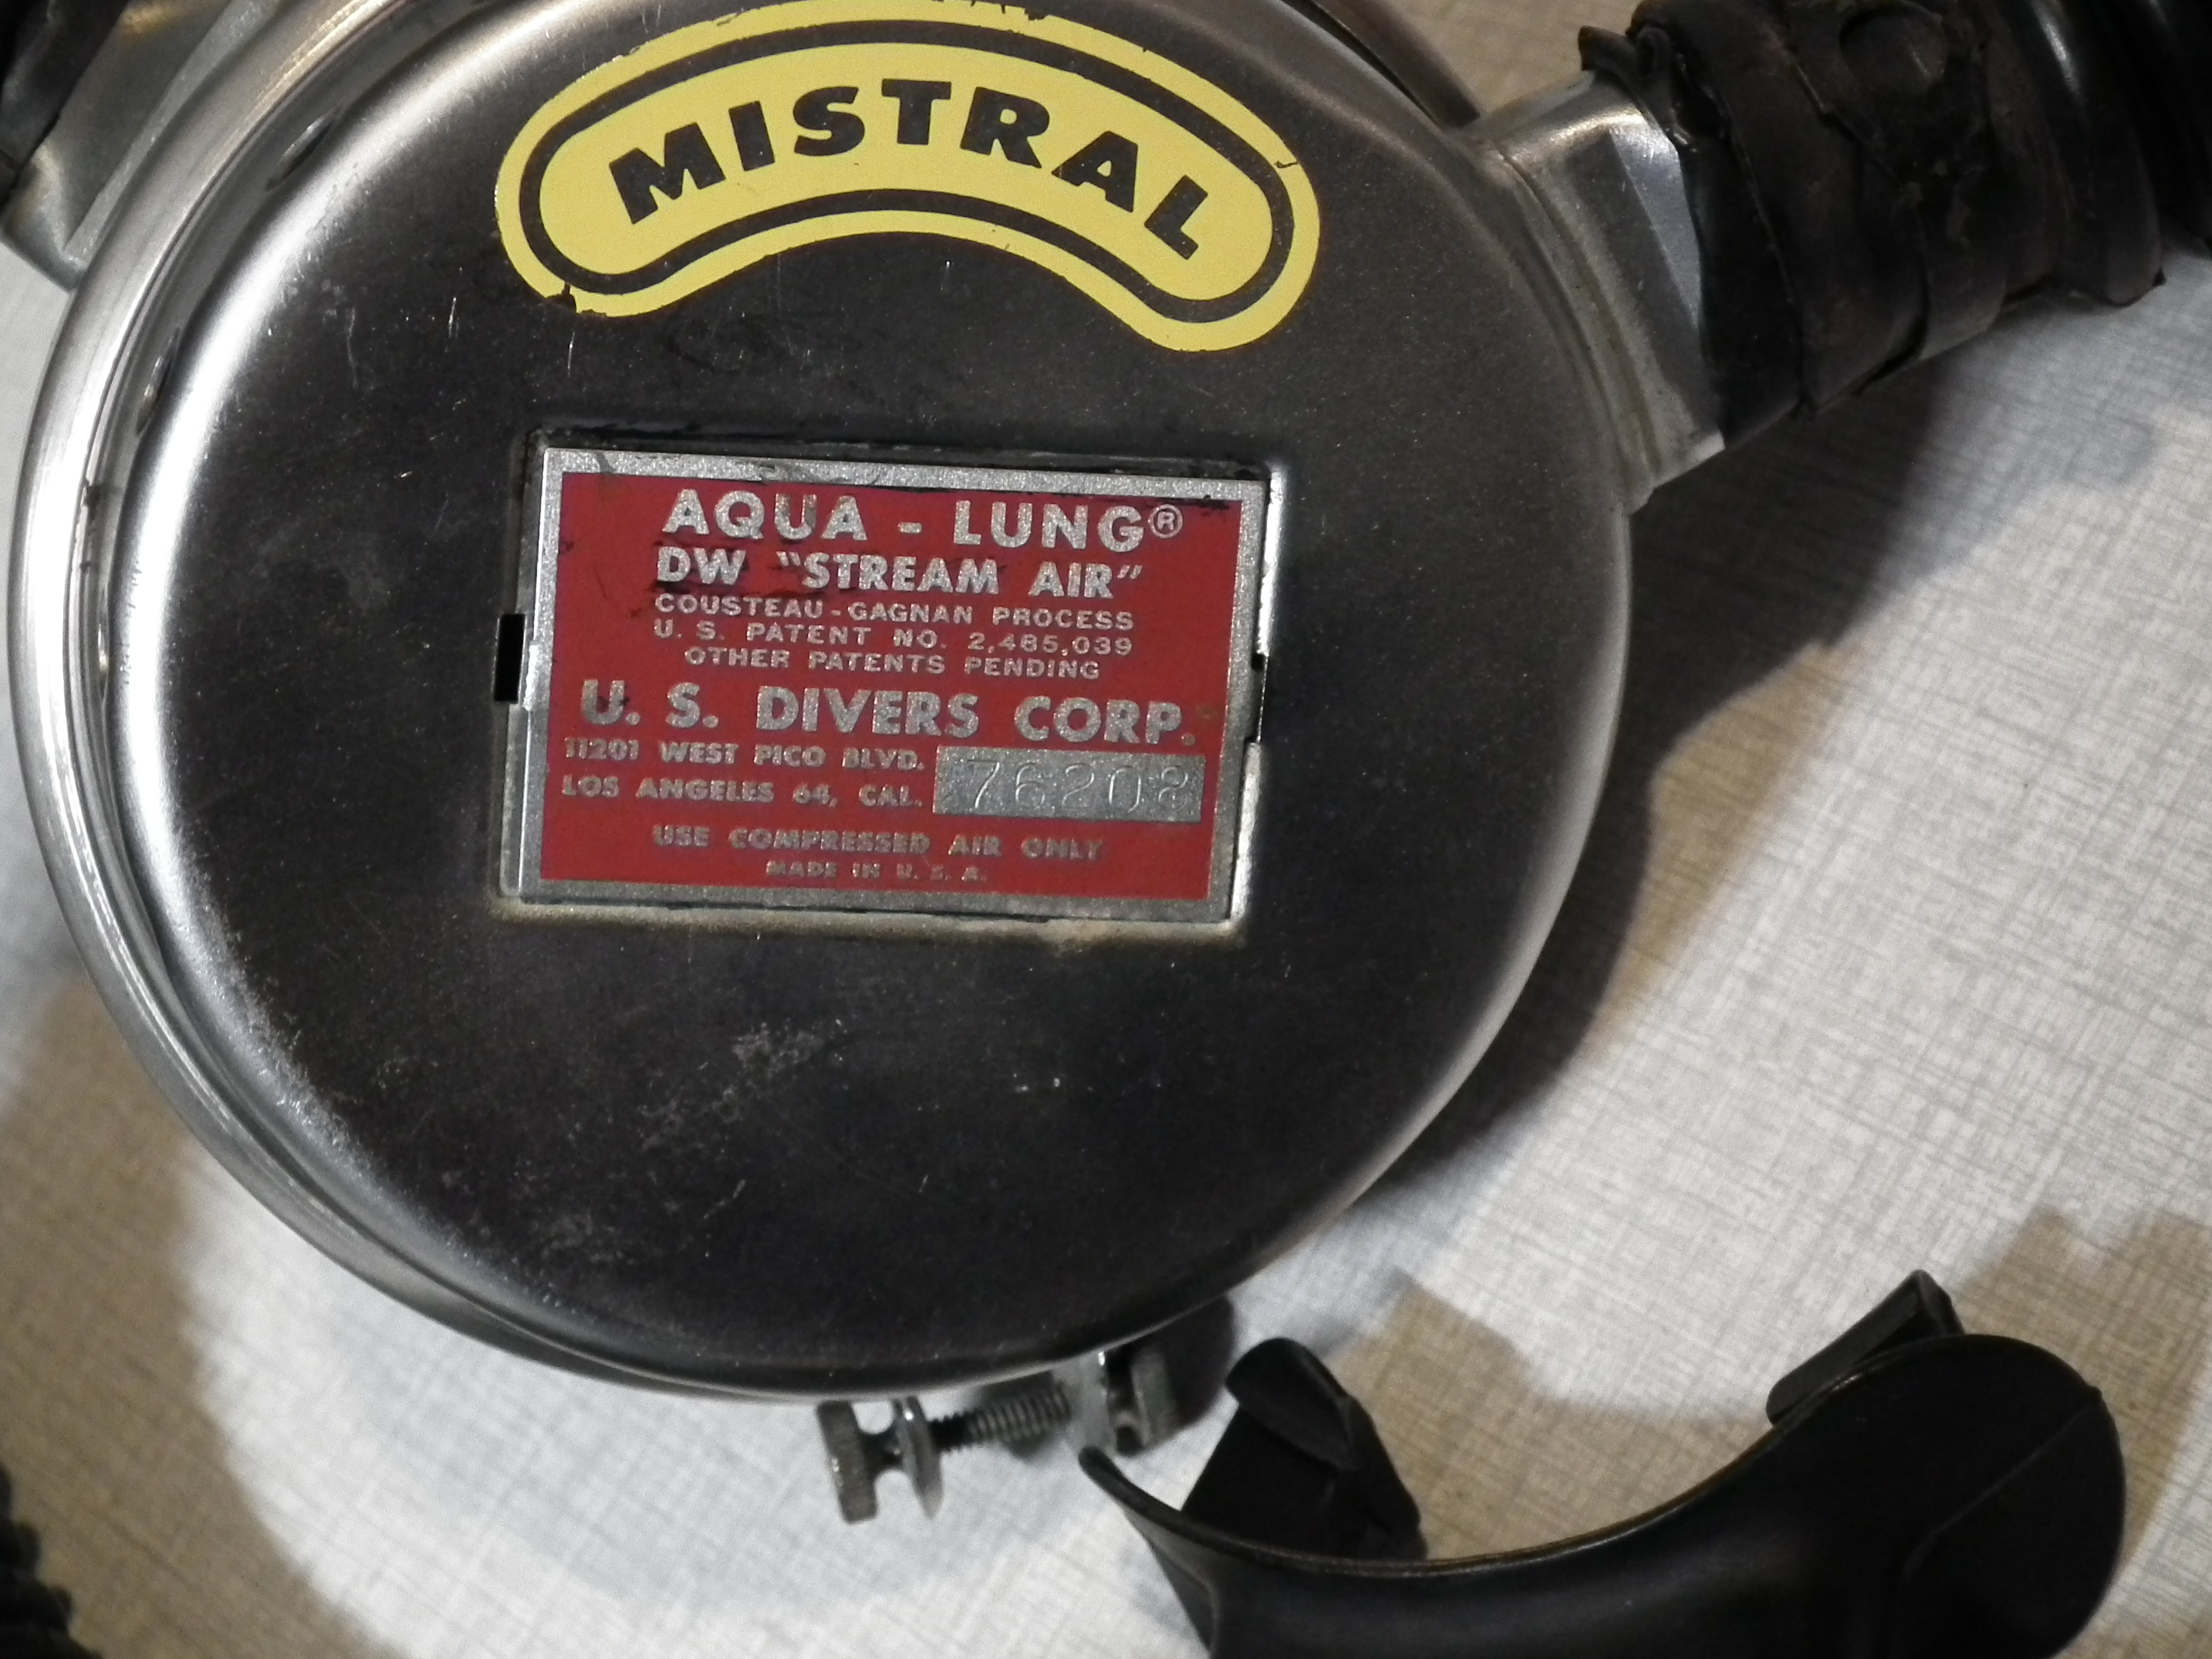 MISTRAL
AQUA - LUNG®
DW "STREAM AIR"
COUSTEAU-GAGNAN PROCESS
U. S. PATENT NO. 2,485,039
OTHER PATENTS PENDING
U. S. DIVERS CORP.
11201 WEST PICO BLVD.
LOS ANGELES 64, CAL.
76208
USE COMPRESSED AIR ONLY
MADE IN U. S. A.